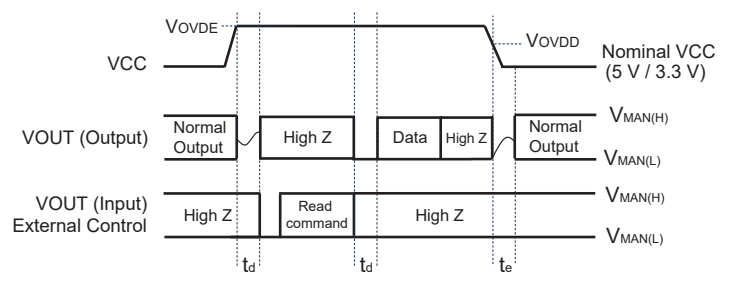 VOVDE
VOVDD
VCC
Nominal VCC
(5 V / 3.3 V)
VOUT (Output)
Normal
Output
High Z
Data
High Z
Normal
Output
VMAN(H)
VMAN(L)
VOUT (Input)
External Control
High Z
Read
command
High Z
VMAN(H)
VMAN(L)
td
td
te